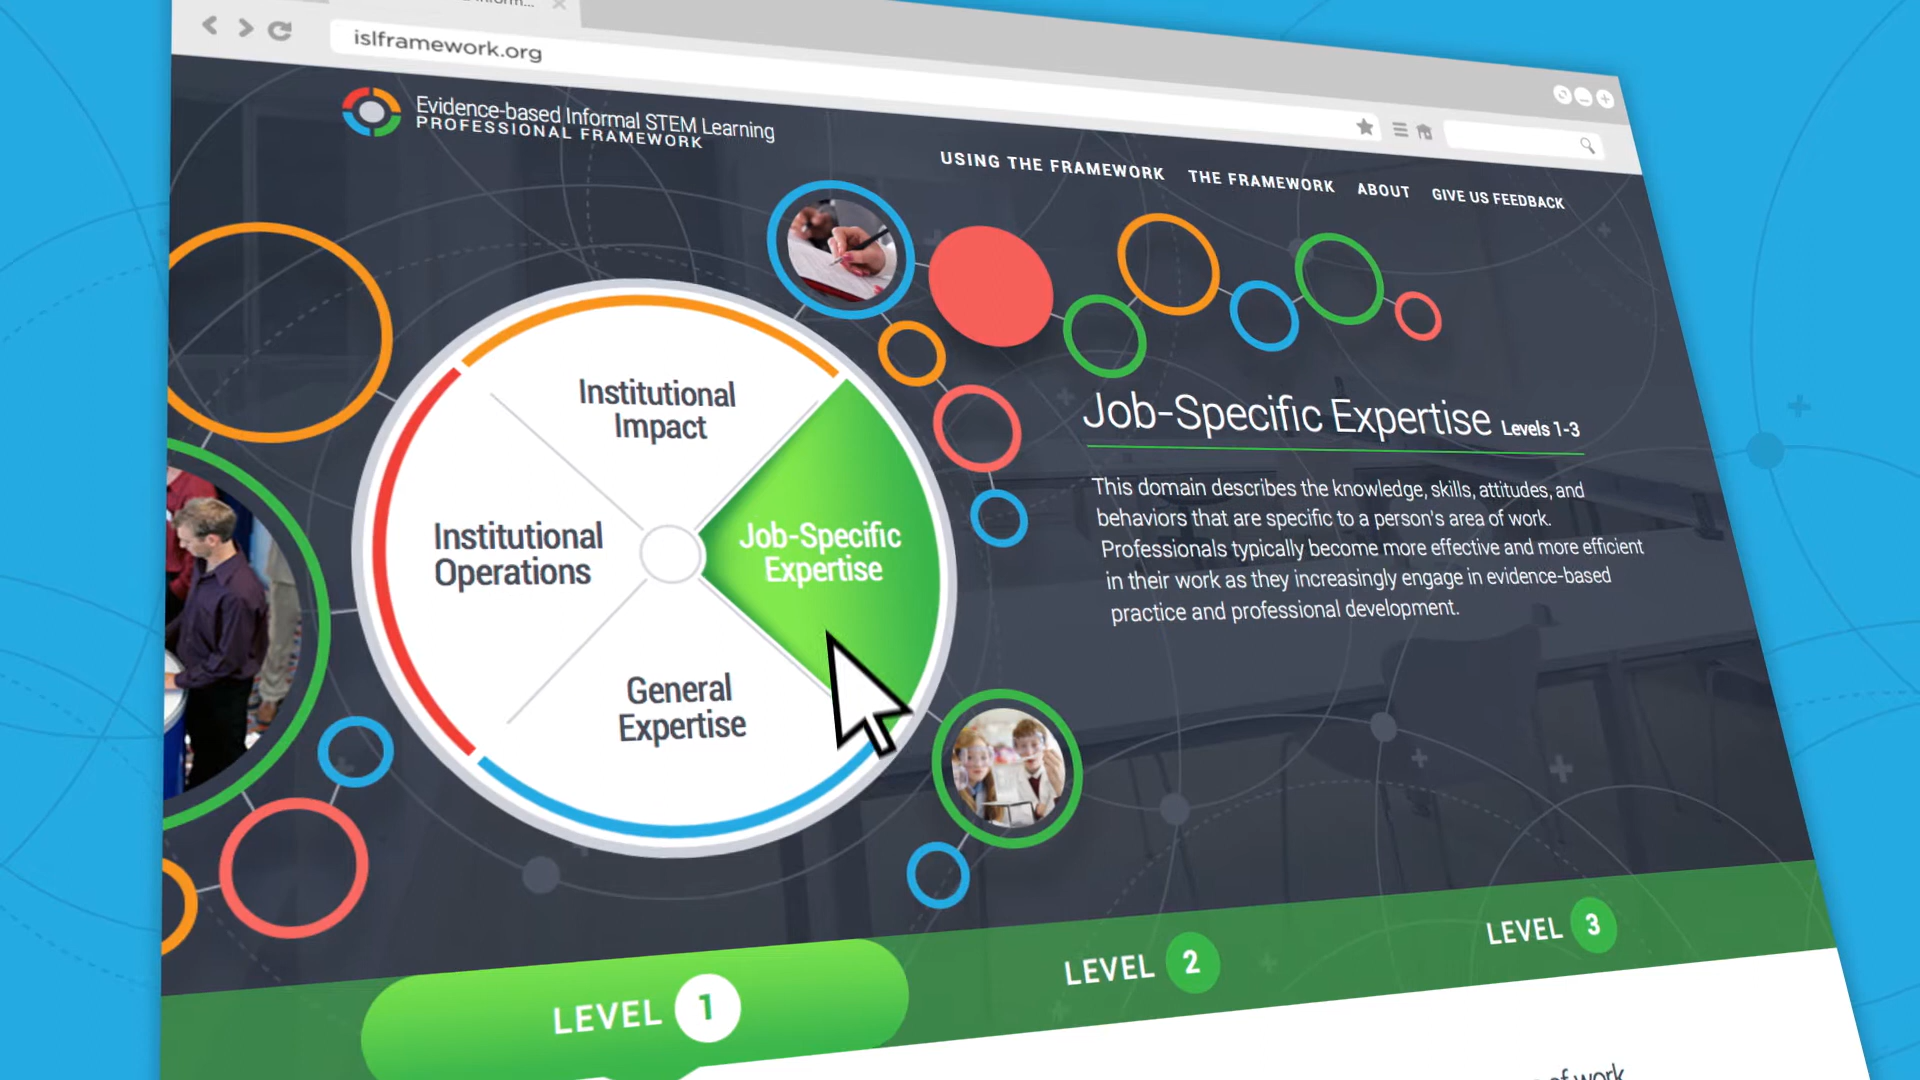 islframework.org
Evidence-based Informal STEM Learning
PROFESSIONAL FRAMEWORK
USING THE FRAMEWORK
THE FRAMEWORK
ABOUT
GIVE US FEEDBACK
Institutional
Impact
Institutional
Operations
Job-Specific
Expertise
General
Expertise
Job-Specific Expertise Levels 1-3
This domain describes the knowledge, skills, attitudes, and
behaviors that are specific to a person's area of work.
Professionals typically become more effective and more efficient
in their work as they increasingly engage in evidence-based
practice and professional development.
LEVEL 1
LEVEL 2
LEVEL 3
of work